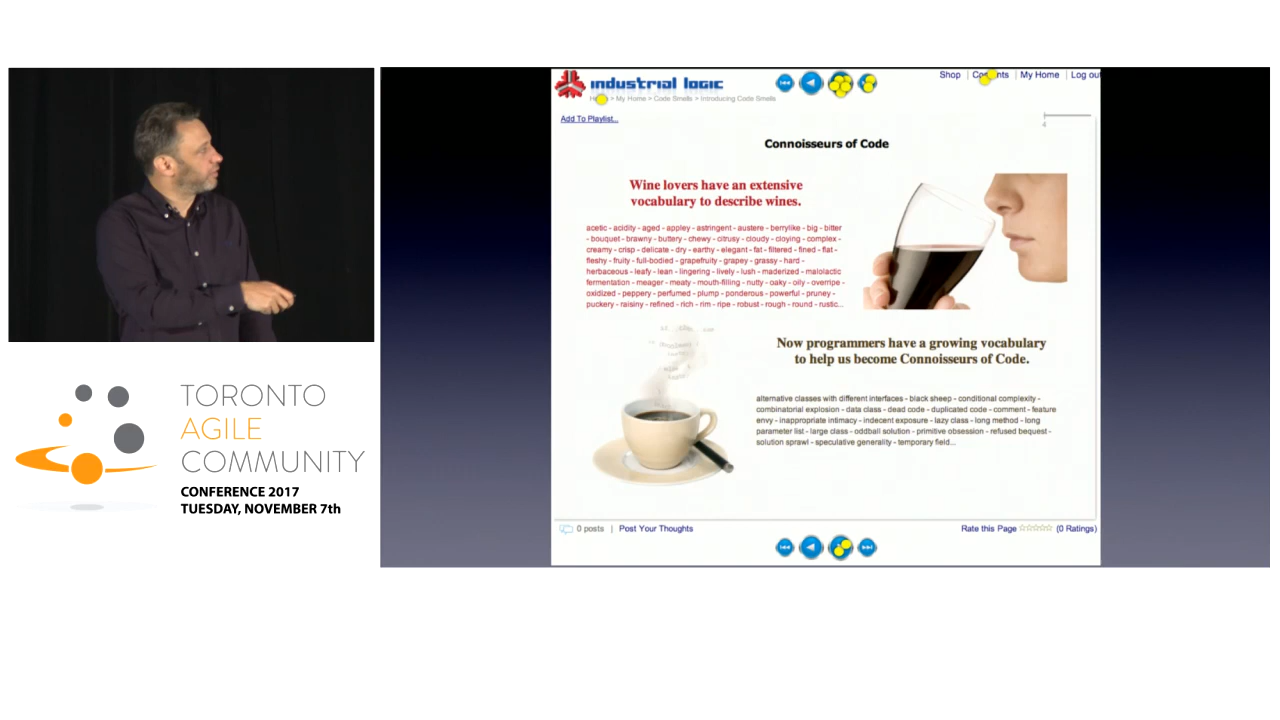 industrial logic
Shop | Con nts | My Home | Log out
> My Home > Code Smells > Introducing Code Smells
Add To Playlist...
4
Connoisseurs of Code
Wine lovers have an extensive
vocabulary to describe wines.
acetic - acidity - aged - appley - astringent - austere - berrylike - big - bitter
- bouquet - brawny - buttery - chewy - citrusy - cloudy - cloying - complex -
creamy - crisp - delicate - dry - earthy - elegant - fat - filtered - fined - flat -
fleshy - fruity - full-bodied - grapefruity - grapey - grassy - hard -
herbaceous - leafy - lean - lingering - lively - lush - maderized - malolactic
fermentation - meager - meaty - mouth-filling - nutty - oaky - oily - overripe -
oxidized - peppery - perfumed - plump - ponderous - powerful - pruney -
puckery - raisiny - refined - rich - rim - ripe - robust - rough - round - rustic...
Now programmers have a growing vocabulary
to help us become Connoisseurs of Code.
alternative classes with different interfaces - black sheep - conditional complexity -
combinatorial explosion - data class - dead code - duplicated code - comment - feature
envy - inappropriate intimacy - indecent exposure - lazy class - long method - long
parameter list - large class - oddball solution - primitive obsession - refused bequest -
solution sprawl - speculative generality - temporary field...
0 posts | Post Your Thoughts
Rate this Page (0 Ratings)
TORONTO
AGILE
COMMUNITY
CONFERENCE 2017
TUESDAY, NOVEMBER 7th